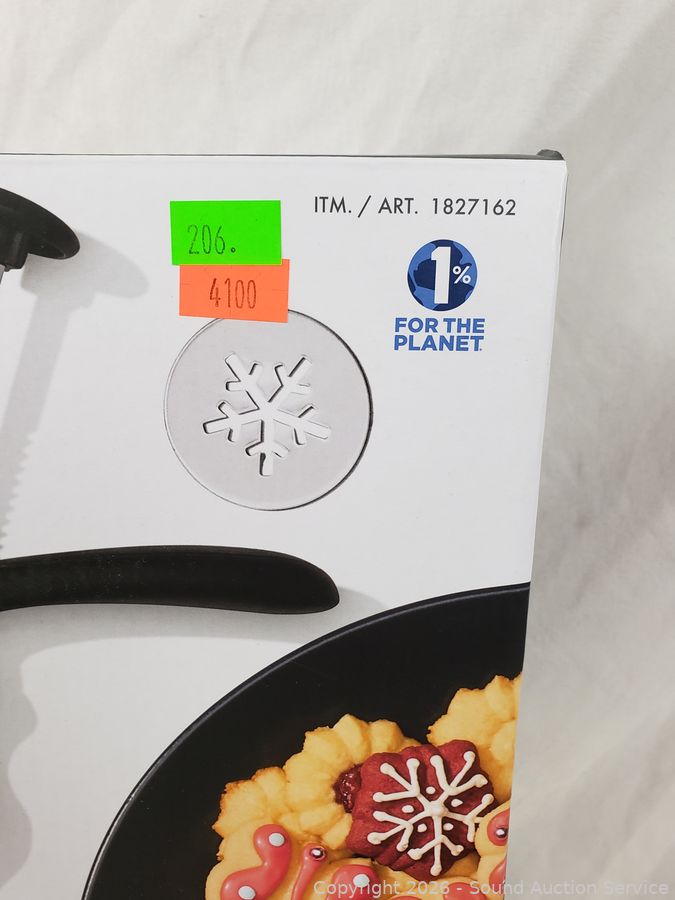 ITM. / ART. 1827162
206.
4100
1%
FOR THE
PLANET
Copyright 2026 - Sound Auction Service